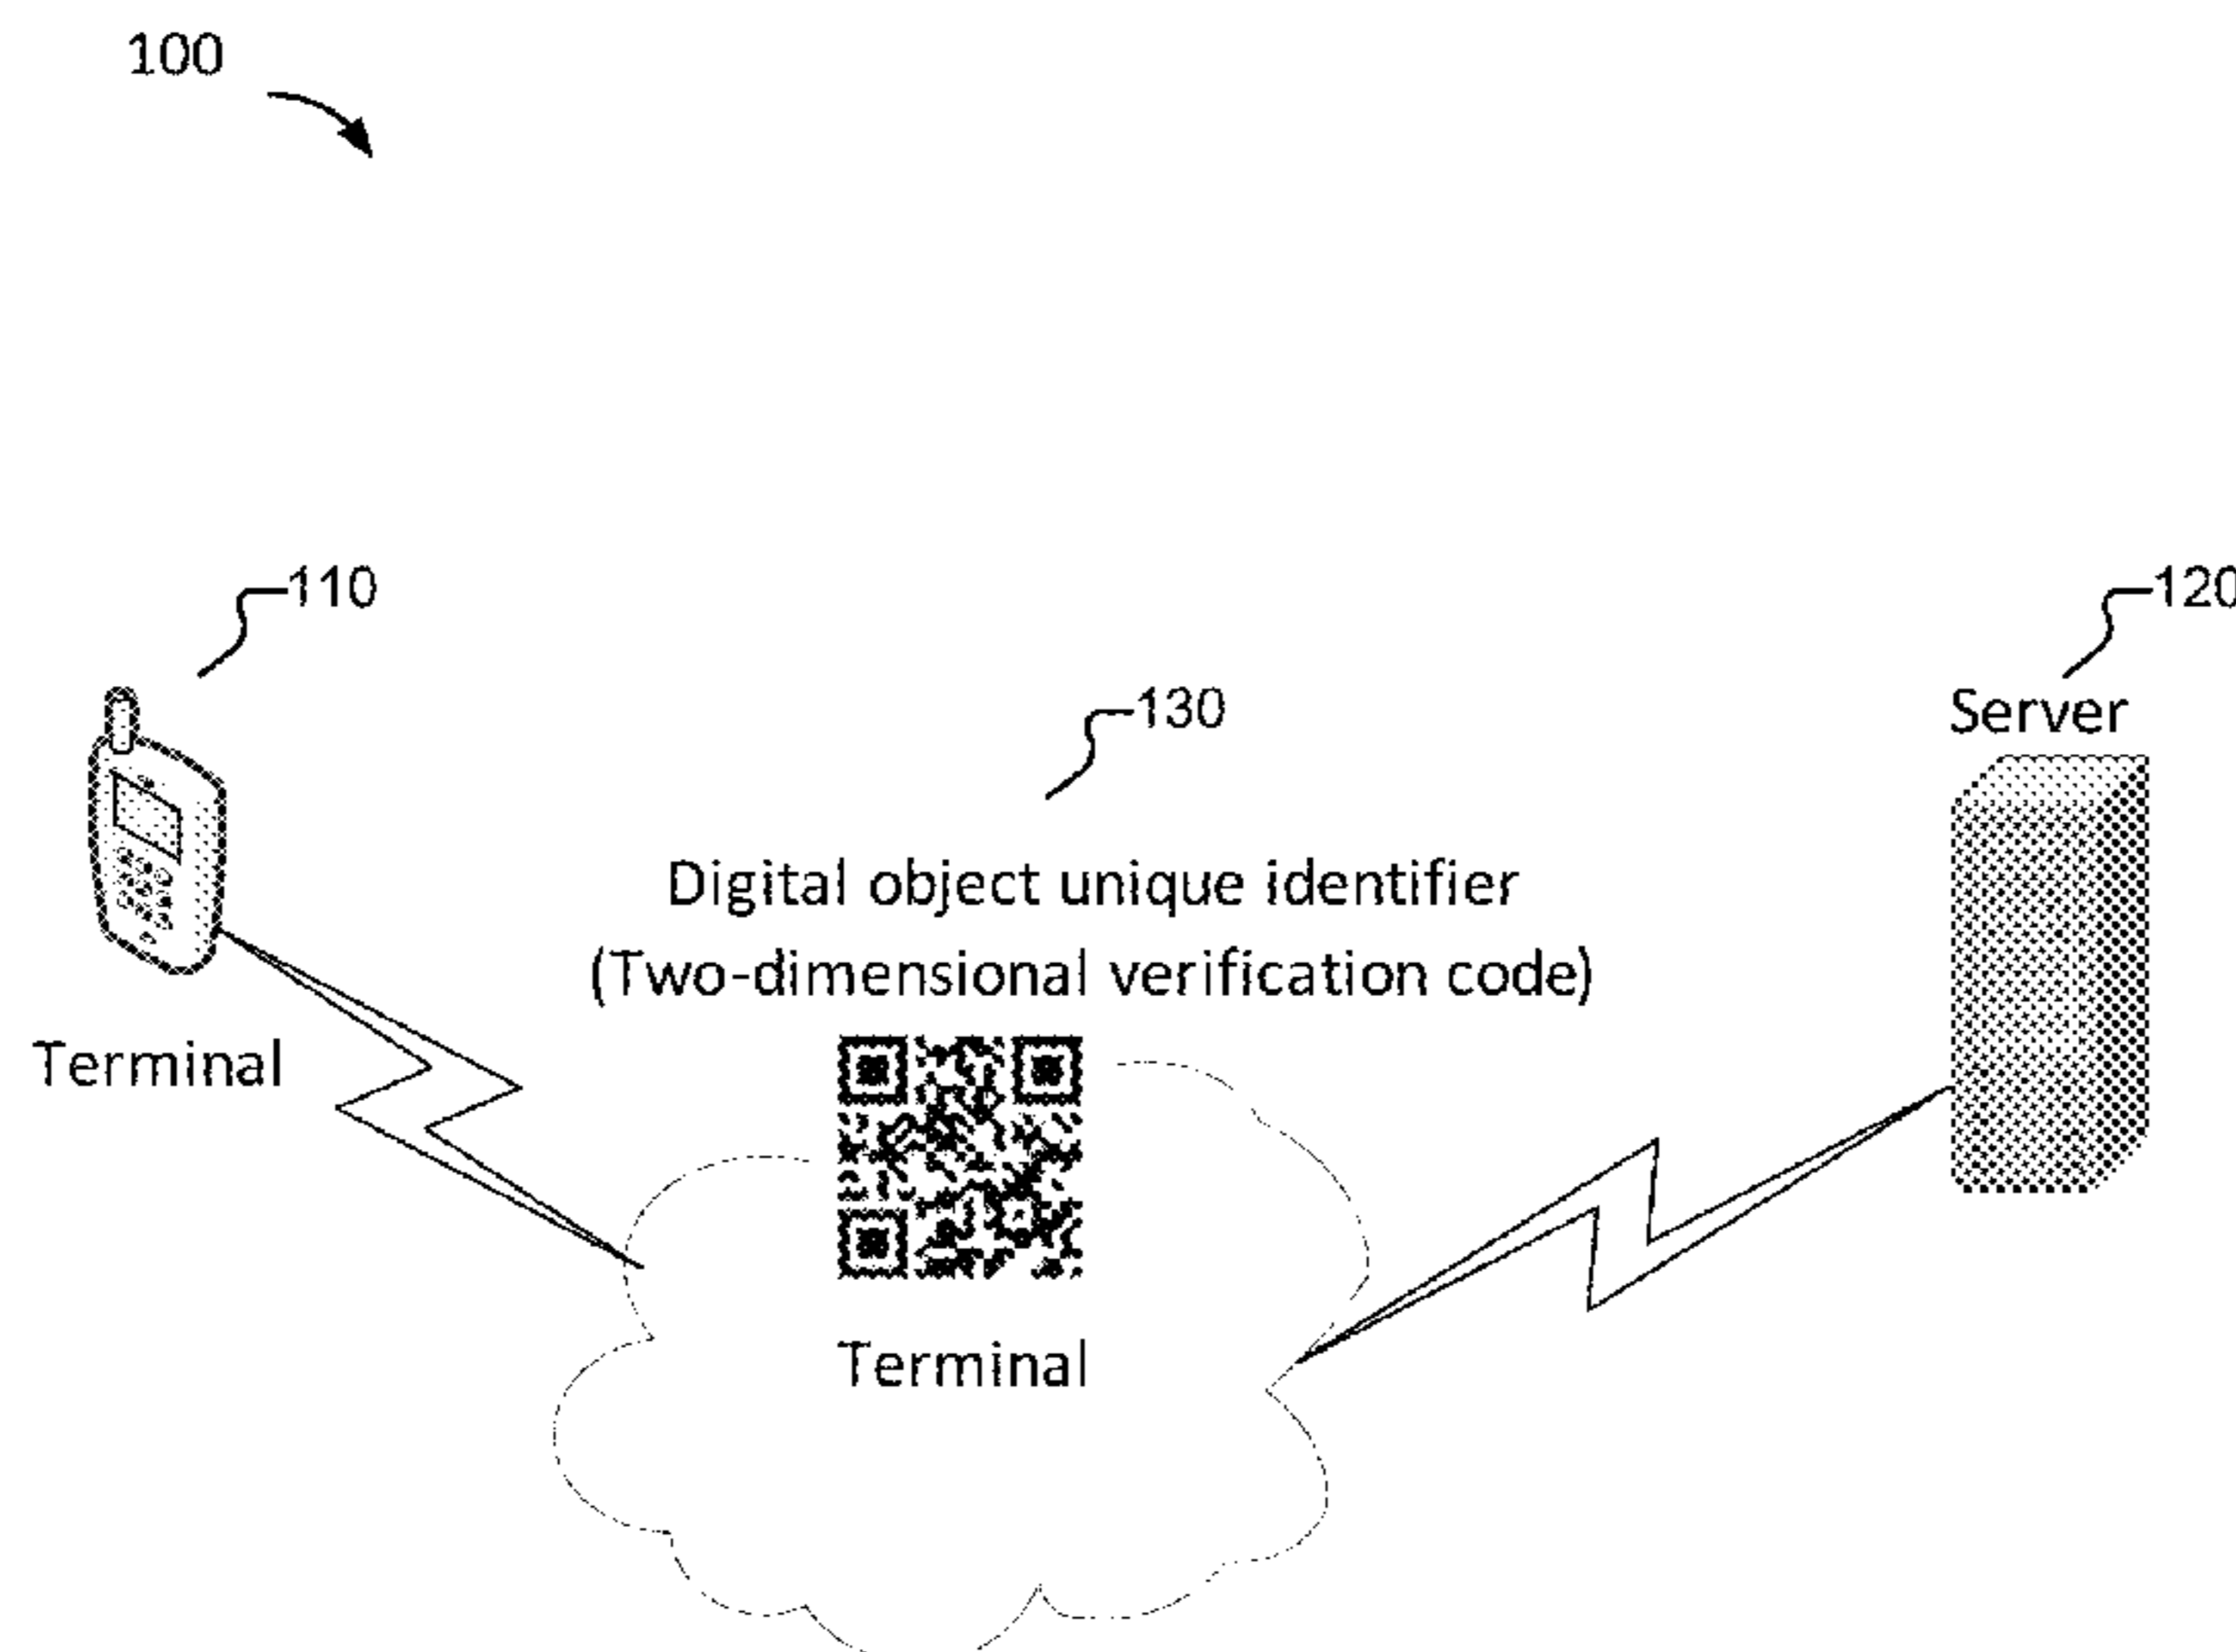 100
110
120
130
Server
Digital object unique identifier
(Two-dimensional verification code)
Terminal
Terminal